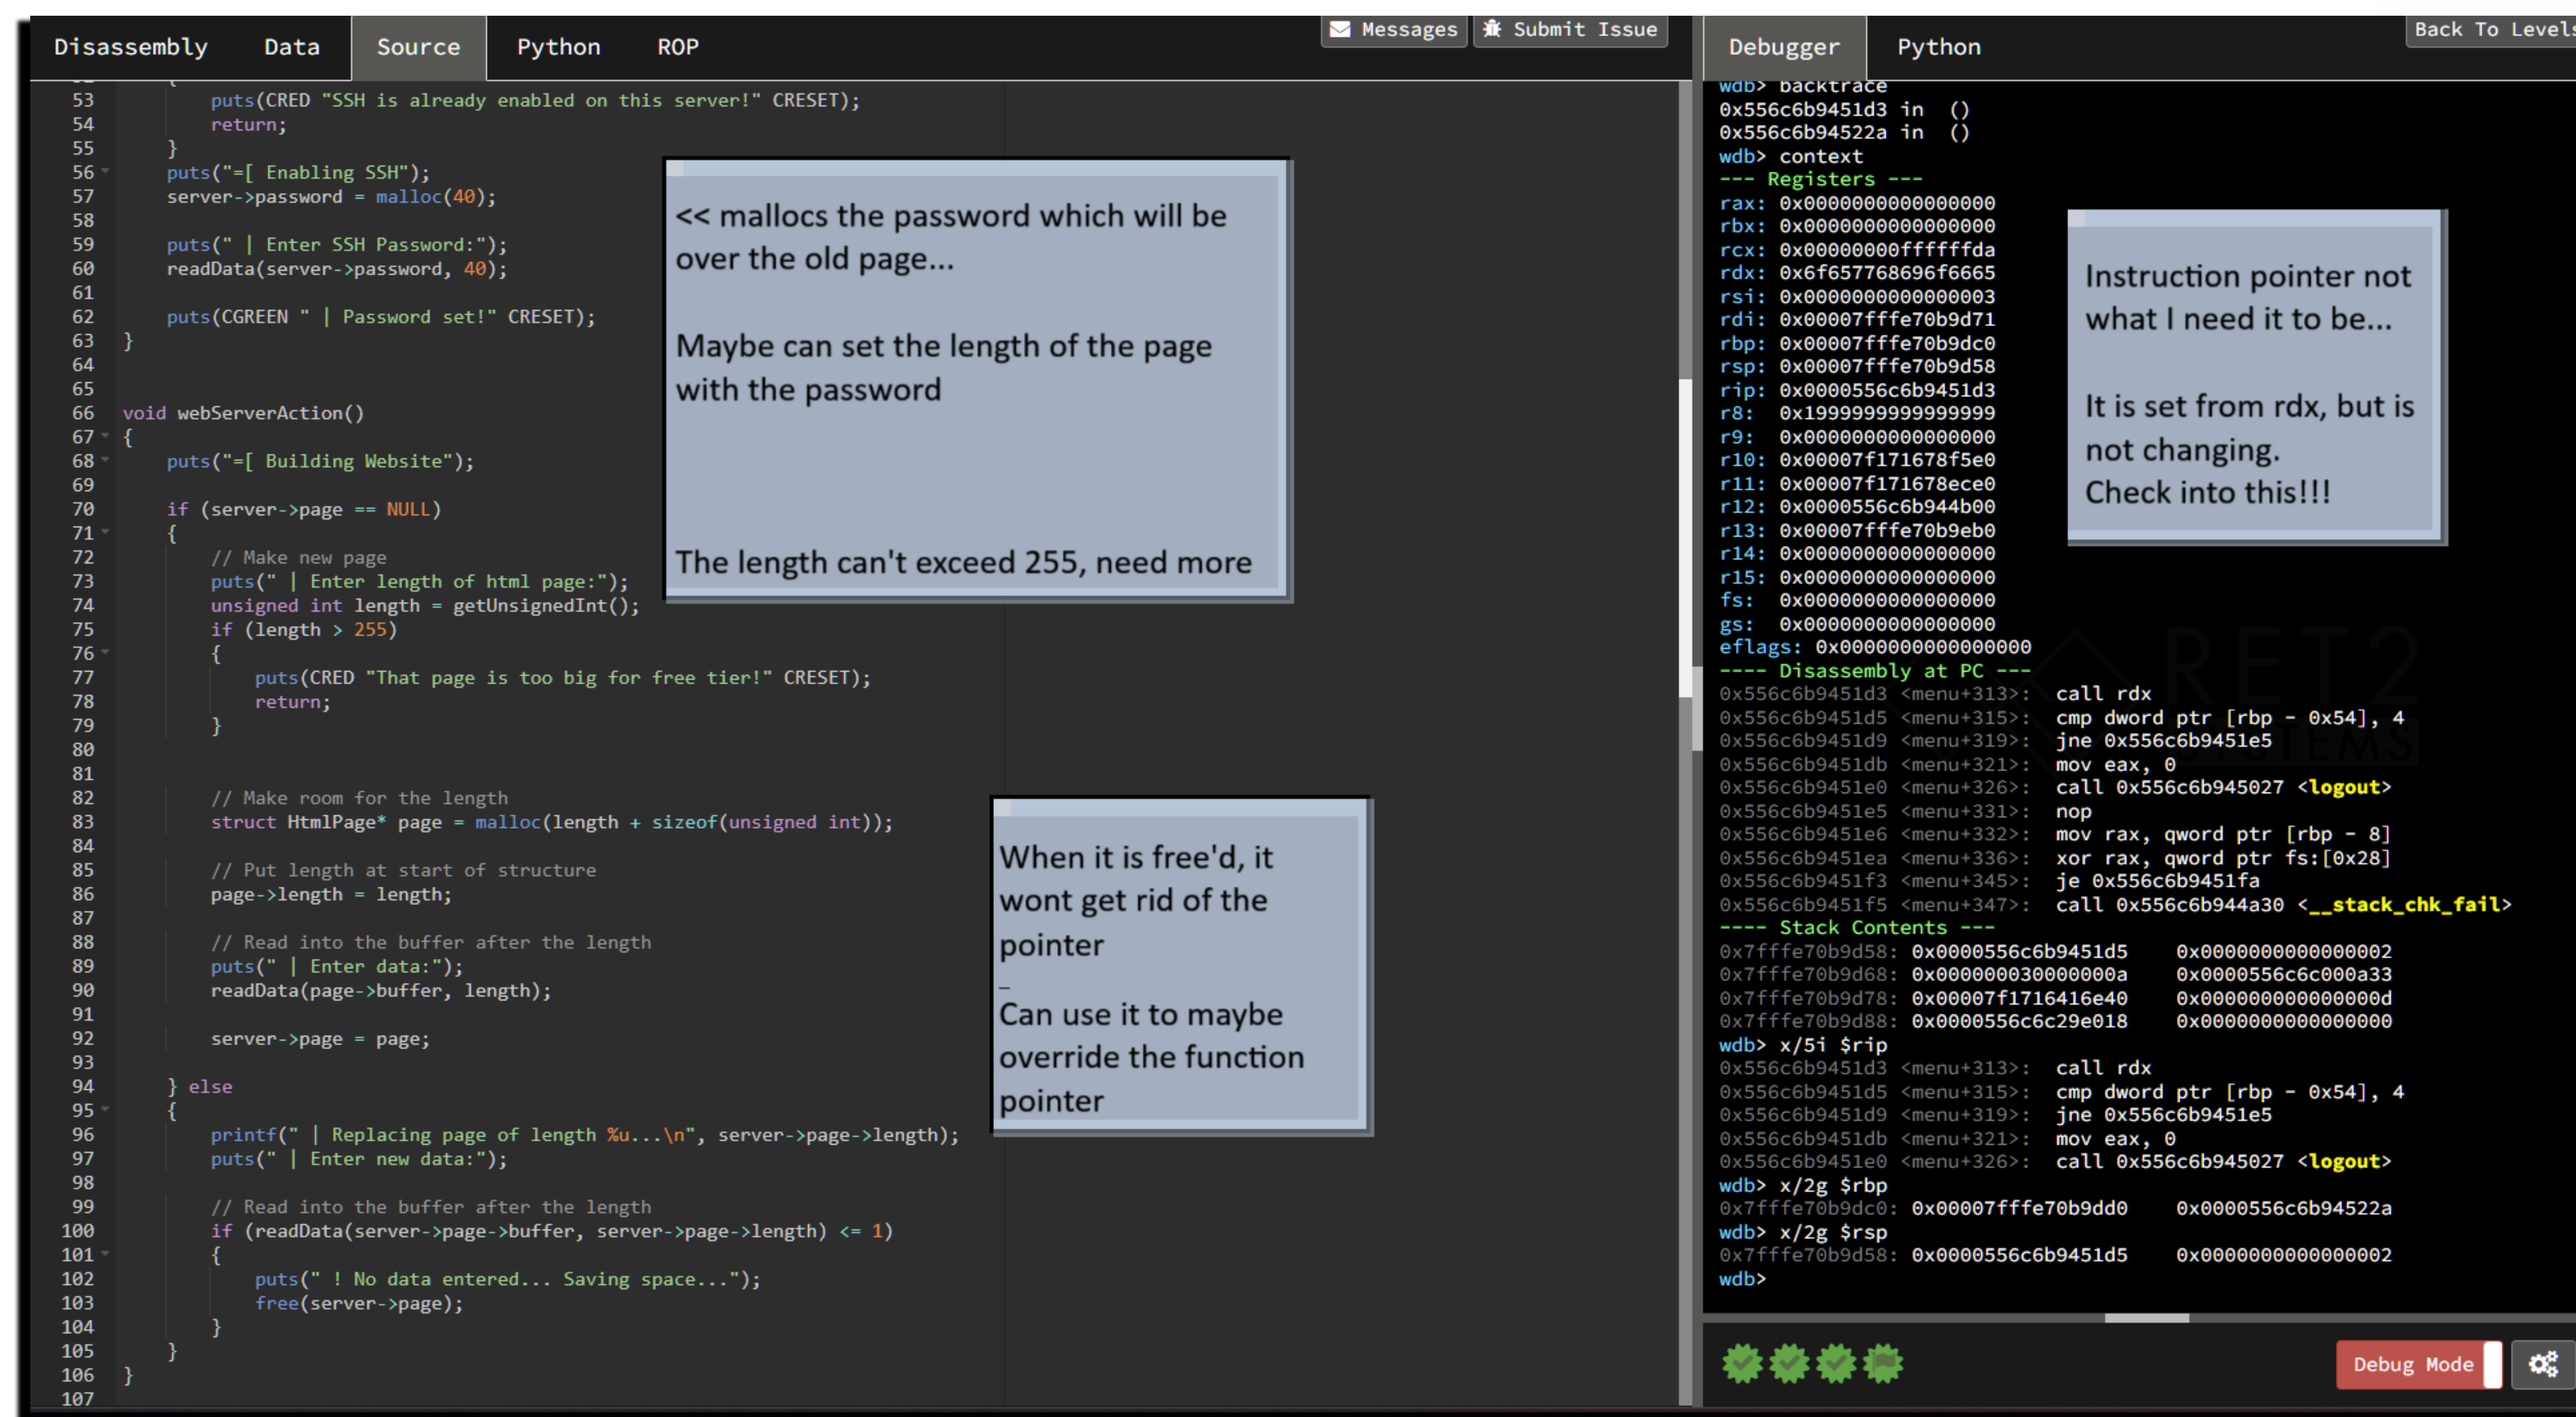 Disassembly Data Source Python ROP
Messages Submit Issue
53 puts(CRED "SSH is already enabled on this server!" CRESET);
54 return;
55 }
56 puts("=[ Enabling SSH");
57 server->password = malloc(40);
58
59 puts(" | Enter SSH Password:");
60 readData(server->password, 40);
61
62 puts(CGREEN " | Password set!" CRESET);
63 }
64
65
66 void webServerAction()
67 {
68 puts("=[ Building Website");
69
70 if (server->page == NULL)
71 {
72 // Make new page
73 puts(" | Enter length of html page:");
74 unsigned int length = getUnsignedInt();
75 if (length > 255)
76 {
77 puts(CRED "That page is too big for free tier!" CRESET);
78 return;
79 }
80
81
82 // Make room for the length
83 struct HtmlPage* page = malloc(length + sizeof(unsigned int));
84
85 // Put length at start of structure
86 page->length = length;
87
88 // Read into the buffer after the length
89 puts(" | Enter data:");
90 readData(page->buffer, length);
91
92 server->page = page;
93
94 } else
95 {
96 printf(" | Replacing page of length %u...\n", server->page->length);
97 puts(" | Enter new data:");
98
99 // Read into the buffer after the length
100 if (readData(server->page->buffer, server->page->length) <= 1)
101 {
102 puts(" ! No data entered... Saving space...");
103 free(server->page);
104 }
105 }
106 }
107
<< mallocs the password which will be
over the old page...
Maybe can set the length of the page
with the password
The length can't exceed 255, need more
When it is free'd, it
wont get rid of the
pointer
_
Can use it to maybe
override the function
pointer
Debugger Python
Back To Levels
wdb> backtrace
0x556c6b9451d3 in ()
0x556c6b94522a in ()
wdb> context
--- Registers ---
rax: 0x0000000000000000
rbx: 0x0000000000000000
rcx: 0x00000000ffffffda
rdx: 0x6f657768696f6665
rsi: 0x0000000000000003
rdi: 0x00007fffe70b9d71
rbp: 0x00007fffe70b9dc0
rsp: 0x00007fffe70b9d58
rip: 0x0000556c6b9451d3
r8: 0x1999999999999999
r9: 0x0000000000000000
r10: 0x00007f171678f5e0
r11: 0x00007f171678ece0
r12: 0x0000556c6b944b00
r13: 0x00007fffe70b9eb0
r14: 0x0000000000000000
r15: 0x0000000000000000
fs: 0x0000000000000000
gs: 0x0000000000000000
eflags: 0x0000000000000000
---- Disassembly at PC ---
0x556c6b9451d3 <menu+313>: call rdx
0x556c6b9451d5 <menu+315>: cmp dword ptr [rbp - 0x54], 4
0x556c6b9451d9 <menu+319>: jne 0x556c6b9451e5
0x556c6b9451db <menu+321>: mov eax, 0
0x556c6b9451e0 <menu+326>: call 0x556c6b945027 <logout>
0x556c6b9451e5 <menu+331>: nop
0x556c6b9451e6 <menu+332>: mov rax, qword ptr [rbp - 8]
0x556c6b9451ea <menu+336>: xor rax, qword ptr fs:[0x28]
0x556c6b9451f3 <menu+345>: je 0x556c6b9451fa
0x556c6b9451f5 <menu+347>: call 0x556c6b944a30 <__stack_chk_fail>
---- Stack Contents ---
0x7fffe70b9d58: 0x0000556c6b9451d5 0x0000000000000002
0x7fffe70b9d68: 0x000000030000000a 0x0000556c6c000a33
0x7fffe70b9d78: 0x00007f1716416e40 0x000000000000000d
0x7fffe70b9d88: 0x0000556c6c29e018 0x0000000000000000
wdb> x/5i $rip
0x556c6b9451d3 <menu+313>: call rdx
0x556c6b9451d5 <menu+315>: cmp dword ptr [rbp - 0x54], 4
0x556c6b9451d9 <menu+319>: jne 0x556c6b9451e5
0x556c6b9451db <menu+321>: mov eax, 0
0x556c6b9451e0 <menu+326>: call 0x556c6b945027 <logout>
wdb> x/2g $rbp
0x7fffe70b9dc0: 0x00007fffe70b9dd0 0x0000556c6b94522a
wdb> x/2g $rsp
0x7fffe70b9d58: 0x0000556c6b9451d5 0x0000000000000002
wdb>
Instruction pointer not
what I need it to be...
It is set from rdx, but is
not changing.
Check into this!!!
RET2
Debug Mode